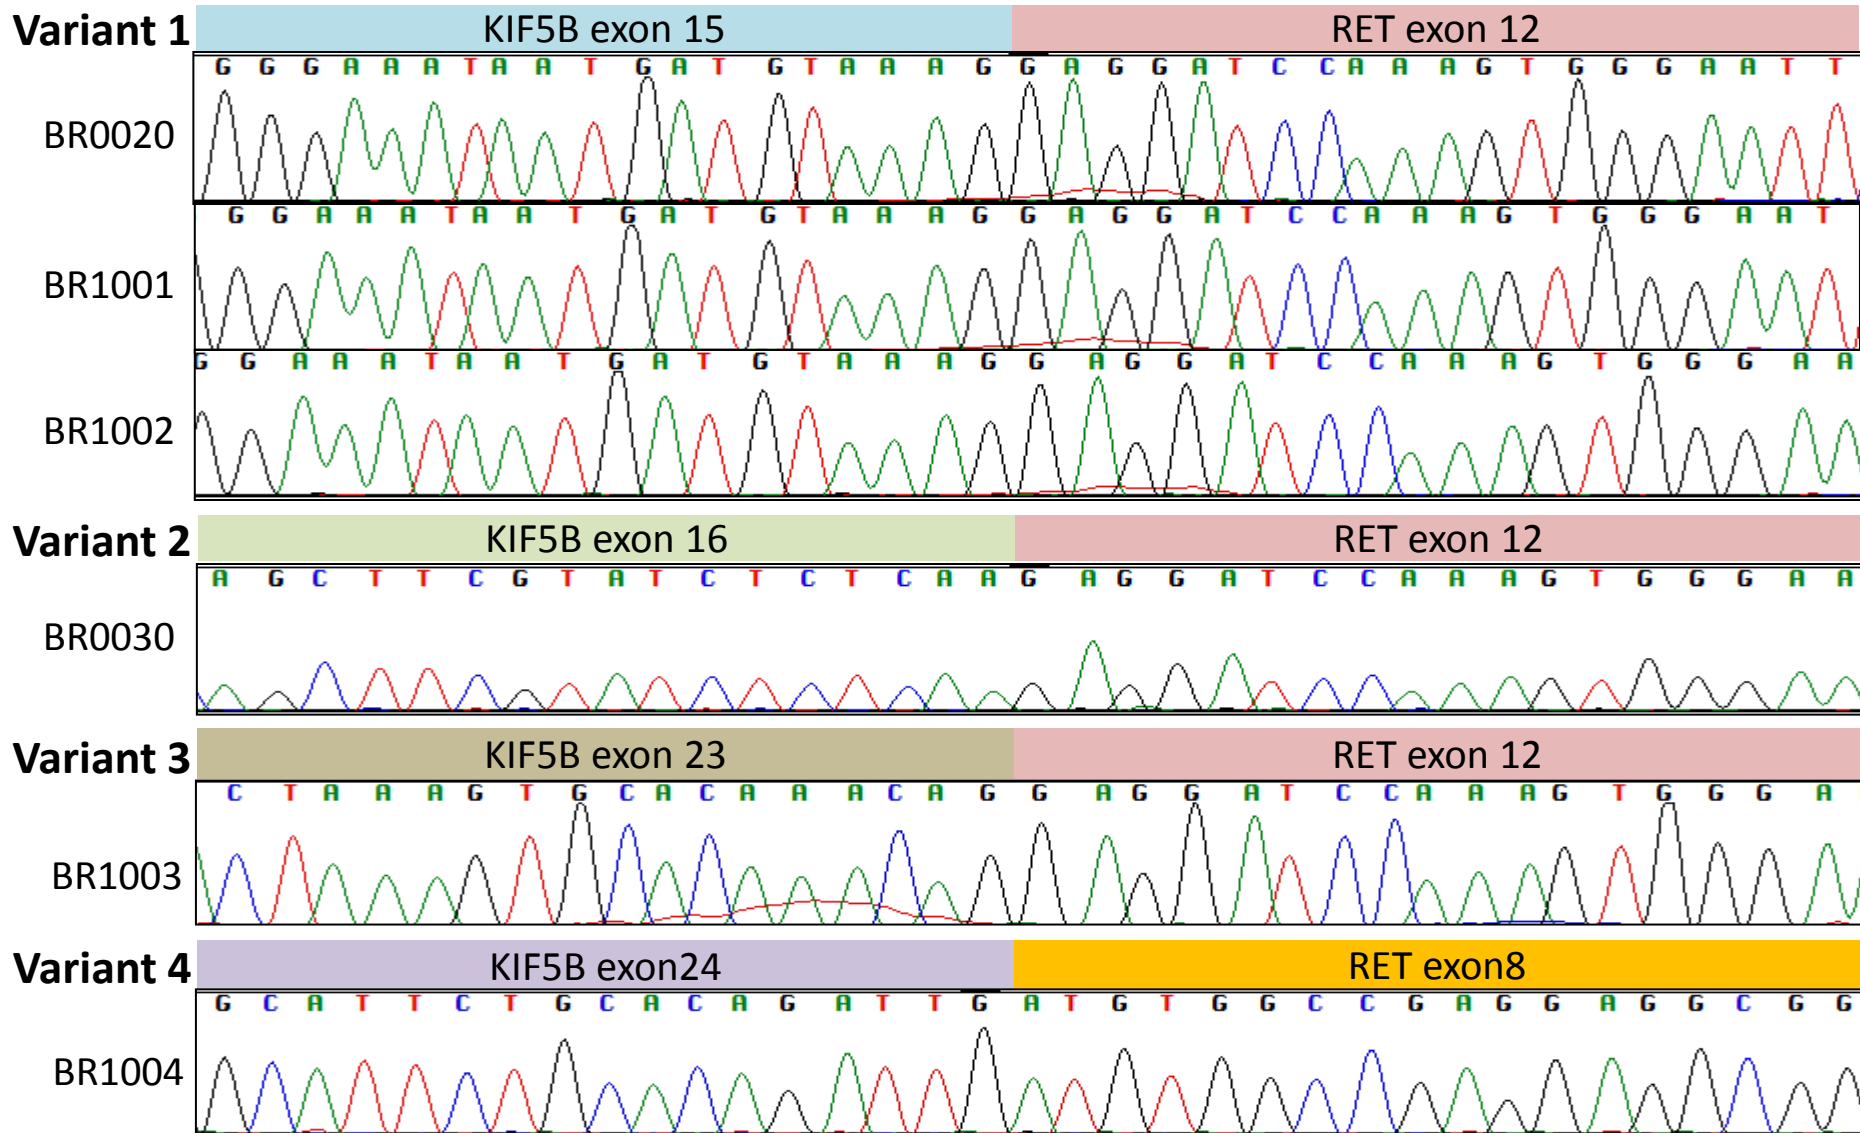 Variant 1 KIF5B exon 15 RET exon 12
G G G A A A T A A T G A T G T A A A G G A G G A T C C A A A G T G G G A A T T
BR0020
G G A A A T A A T G A T G T A A A G G A G G A T C C A A A G T G G G A A T
BR1001
G G A A A T A A T G A T G T A A A G G A G G A T C C A A A G T G G G A A
BR1002
Variant 2 KIF5B exon 16 RET exon 12
A G C T T C G T A T C T C T C A A G A G G A T C C A A A G T G G G A A
BR0030
Variant 3 KIF5B exon 23 RET exon 12
C T A A A G T G C A C A A A C A G G A G G A T C C A A A G T G G G A
BR1003
Variant 4 KIF5B exon24 RET exon8
G C A T T C T G C A C A G A T T G A T G T G G C C G A G G A G G C G G
BR1004